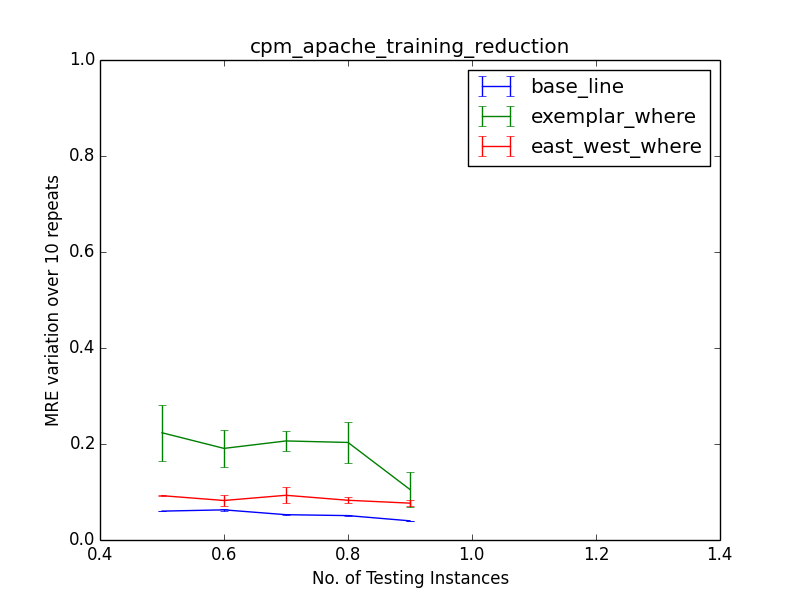 cpm_apache_training_reduction
base_line
exemplar_where
east_west_where
MRE variation over 10 repeats
1.0
0.8
0.6
0.4
0.2
0.0
0.4 0.6 0.8 1.0 1.2 1.4
No. of Testing Instances